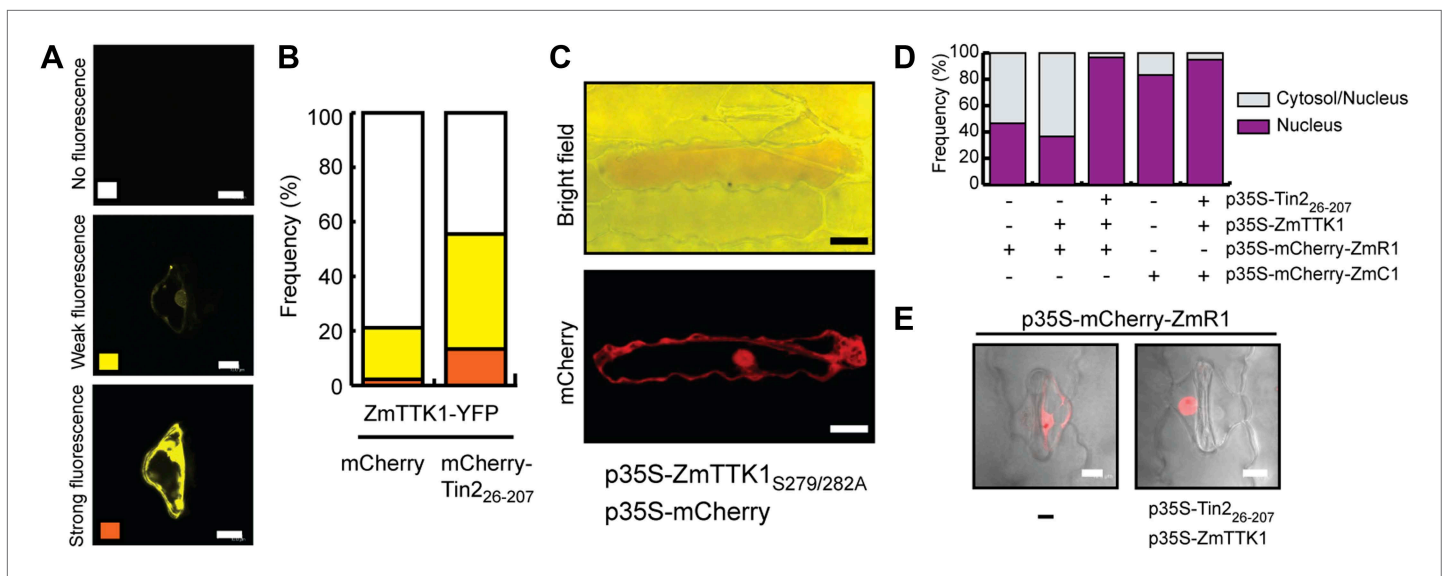 A
No fluorescence
Weak fluorescence
Strong fluorescence
B
Frequency (%)
100
80
60
40
20
0
ZmTTK1-YFP
mCherry
mCherry-
Tin226-207
C
Bright field
mCherry
p35S-ZmTTK1S279/282A
p35S-mCherry
D
Frequency (%)
100
80
60
40
20
0
Cytosol/Nucleus
Nucleus
- - + - + p35S-Tin226-207
- + + - + p35S-ZmTTK1
+ + + - - p35S-mCherry-ZmR1
- - - + + p35S-mCherry-ZmC1
E
p35S-mCherry-ZmR1
–
p35S-Tin226-207
p35S-ZmTTK1